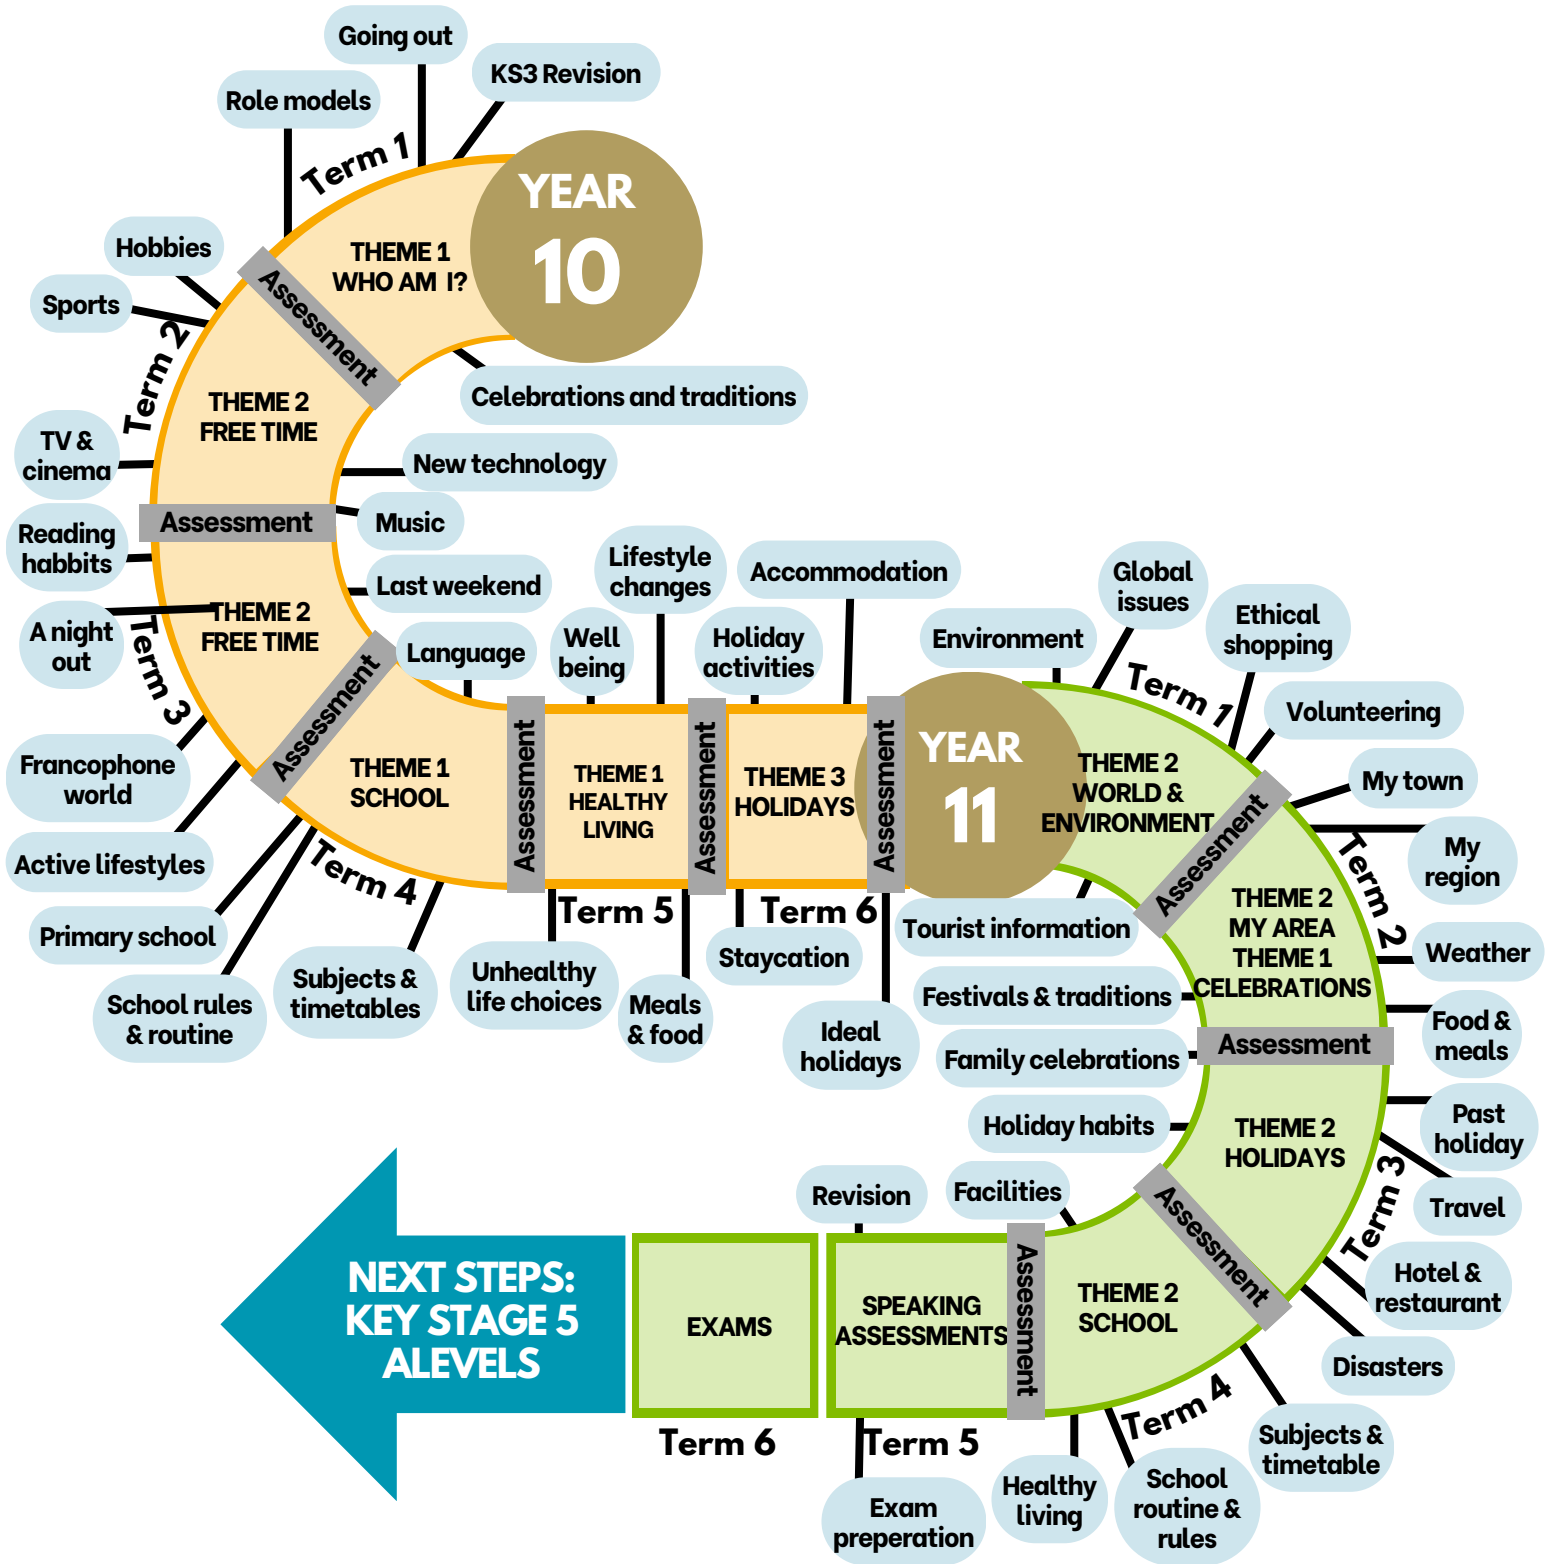 Going out
KS3 Revision
Role models
Term 1
YEAR
10
THEME 1
WHO AM I?
Hobbies
Sports
Assessment
Celebrations and traditions
Term 2
THEME 2
FREE TIME
TV &
cinema
New technology
Music
Assessment
Reading
habbits
Last weekend
A night
out
THEME 2
FREE TIME
Term 3
Language
Assessment
Francophone
world
Active lifestyles
THEME 1
SCHOOL
Term 4
Primary school
School rules
& routine
Subjects &
timetables
Assessment
Well
being
Lifestyle
changes
THEME 1
HEALTHY
LIVING
Term 5
Unhealthy
life choices
Meals
& food
Assessment
Holiday
activities
Accommodation
THEME 3
HOLIDAYS
Term 6
Staycation
Ideal
holidays
Assessment
YEAR
11
Environment
Global
issues
Ethical
shopping
Volunteering
Term 1
THEME 2
WORLD &
ENVIRONMENT
Tourist information
Assessment
My town
My
region
Term 2
Weather
THEME 2
MY AREA
THEME 1
CELEBRATIONS
Festivals & traditions
Food &
meals
Family celebrations
Assessment
Past
holiday
Holiday habits
THEME 2
HOLIDAYS
Travel
Term 3
Hotel &
restaurant
Disasters
Assessment
Facilities
THEME 2
SCHOOL
Term 4
Subjects &
timetable
School
routine &
rules
Healthy
living
Assessment
Revision
SPEAKING
ASSESSMENTS
Term 5
Exam
preperation
EXAMS
Term 6
NEXT STEPS:
KEY STAGE 5
ALEVELS